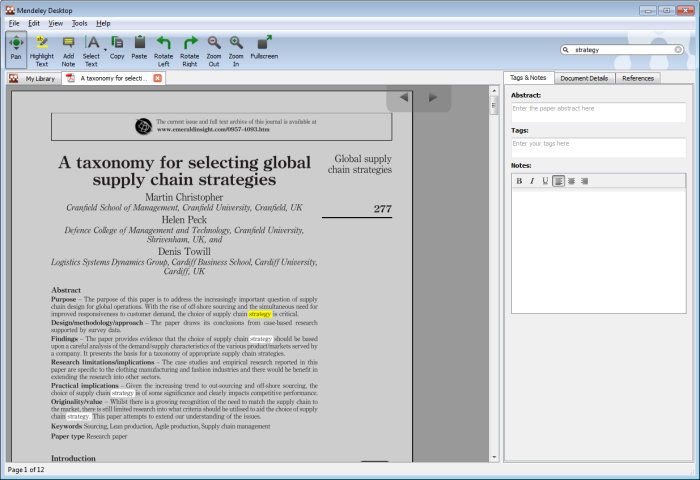 Mendeley Desktop
File Edit View Tools Help
Pan
Highlight Text
Add Note
Select Text
Copy
Paste
Rotate Left
Rotate Right
Zoom Out
Zoom In
Fullscreen
strategy
My Library
A taxonomy for selecti...
Tags & Notes
Document Details
References
The current issue and full text archive of this journal is available at
www.emeraldinsight.com/0957-4093.htm
A taxonomy for selecting global
supply chain strategies
Global supply
chain strategies
Martin Christopher
Cranfield School of Management, Cranfield University, Cranfield, UK
277
Helen Peck
Defence College of Management and Technology, Cranfield University,
Shrivenham, UK, and
Denis Towill
Logistics Systems Dynamics Group, Cardiff Business School, Cardiff University,
Cardiff, UK
Abstract
Purpose – The purpose of this paper is to address the increasingly important question of supply
chain design for global operations. With the rise of off-shore sourcing and the simultaneous need for
improved responsiveness to customer demand, the choice of supply chain strategy is critical.
Design/methodology/approach – The paper draws its conclusions from case-based research
supported by survey data.
Findings – The paper provides evidence that the choice of supply chain strategy should be based
upon a careful analysis of the demand/supply characteristics of the various product/markets served by
a company. It presents the basis for a taxonomy of appropriate supply chain strategies.
Research limitations/implications – The case studies and empirical research reported in this
paper are specific to the clothing manufacturing and fashion industries and there would be benefit in
extending the research into other sectors.
Practical implications – Given the increasing trend to out-sourcing and off-shore sourcing, the
choice of supply chain strategy is of some significance and clearly impacts competitive performance.
Originality/value – Whilst there is a growing recognition of the need to match the supply chain to
the market, there is still limited research into what criteria should be utilised to aid the choice of supply
chain strategy. This paper attempts to extend our understanding of the issues.
Keywords Sourcing, Lean production, Agile production, Supply chain management
Paper type Research paper
Introduction
Abstract:
Enter the paper abstract here
Tags:
Enter your tags here
Notes:
B I U
Page 1 of 12